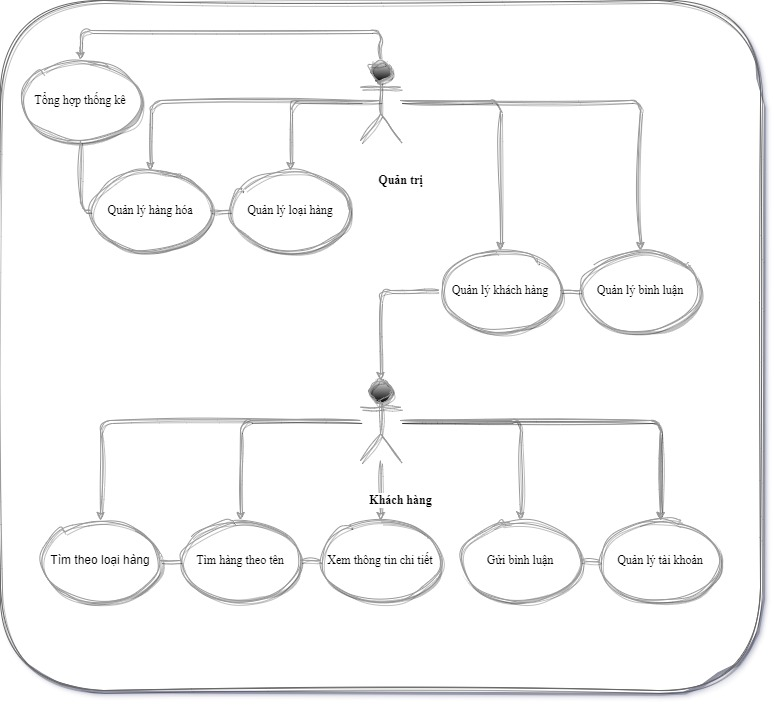 Tổng hợp thống kê
Quản trị
Quản lý hàng hóa
Quản lý loại hàng
Quản lý khách hàng
Quản lý bình luận
Khách hàng
Tìm theo loại hàng
Tìm hàng theo tên
Xem thông tin chi tiết
Gửi bình luận
Quản lý tài khoản